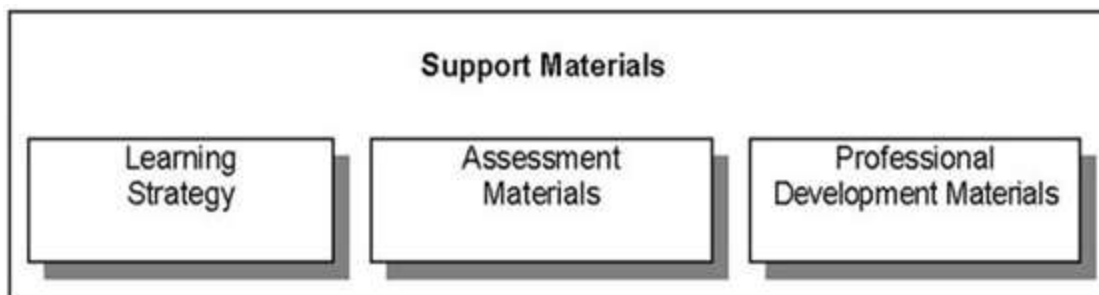 Support Materials
Learning
Strategy
Assessment
Materials
Professional
Development Materials